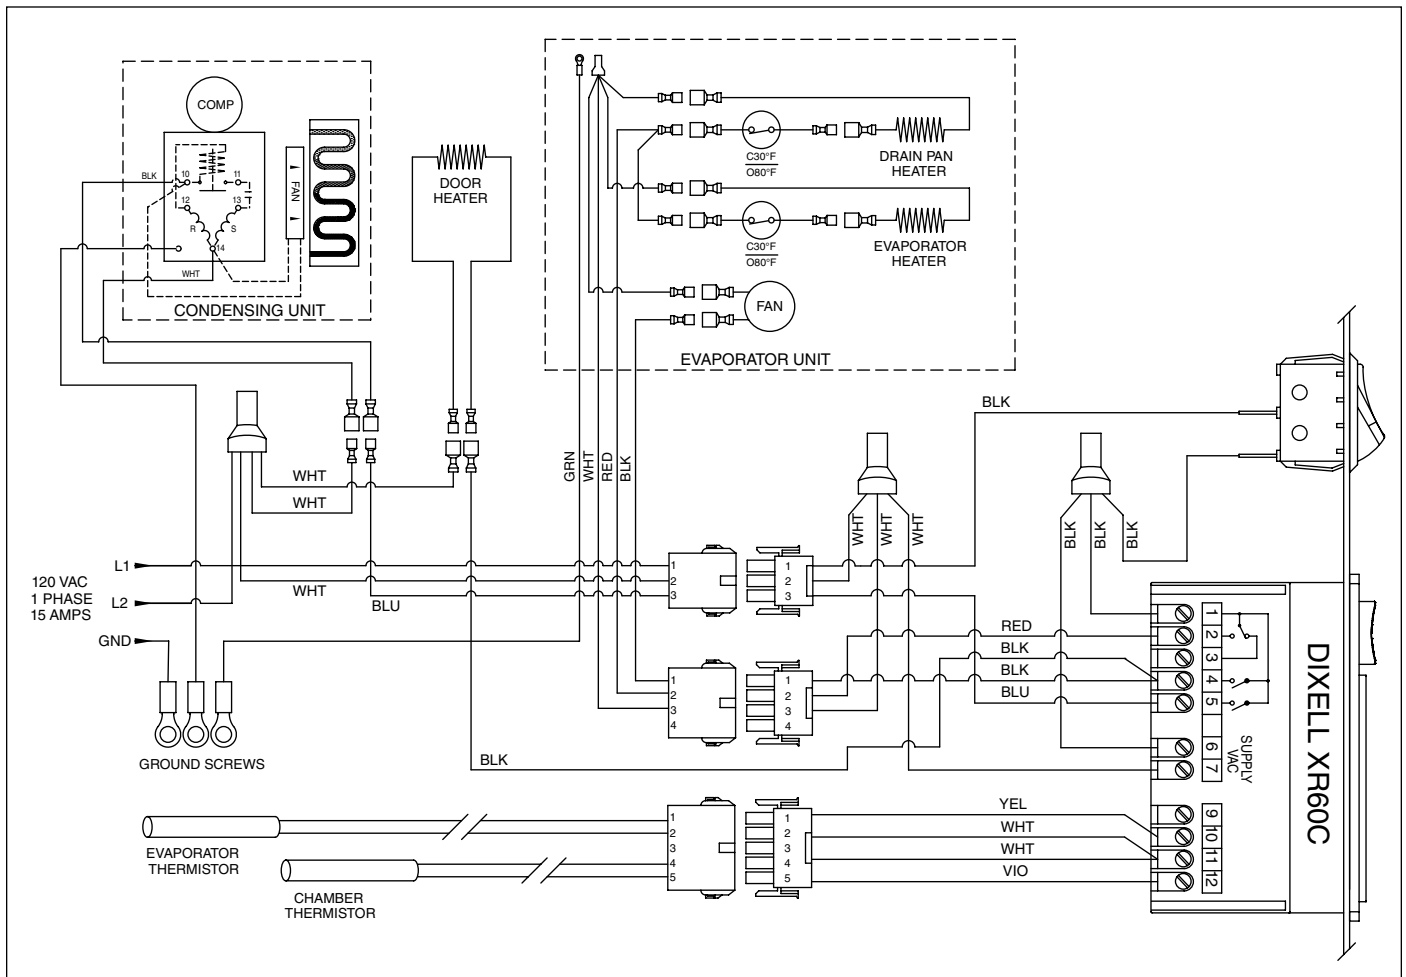 COMP
BLK
10
11
12
13
R
S
14
WHT
FAN
CONDENSING UNIT
DOOR
HEATER
C30°F
O80°F
DRAIN PAN
HEATER
C30°F
O80°F
EVAPORATOR
HEATER
FAN
EVAPORATOR UNIT
GRN
WHT
RED
BLK
BLK
WHT
WHT
WHT
WHT
WHT
BLK
BLK
BLK
120 VAC
1 PHASE
15 AMPS
L1
L2
GND
WHT
BLU
1
2
3
1
2
3
RED
BLK
BLK
BLU
1
2
3
4
1
2
3
4
BLK
GROUND SCREWS
1
2
3
4
5
6
7
SUPPLY
VAC
9
10
11
12
DIXELL XR60C
EVAPORATOR
THERMISTOR
CHAMBER
THERMISTOR
1
2
3
4
5
1
2
3
4
5
YEL
WHT
WHT
VIO